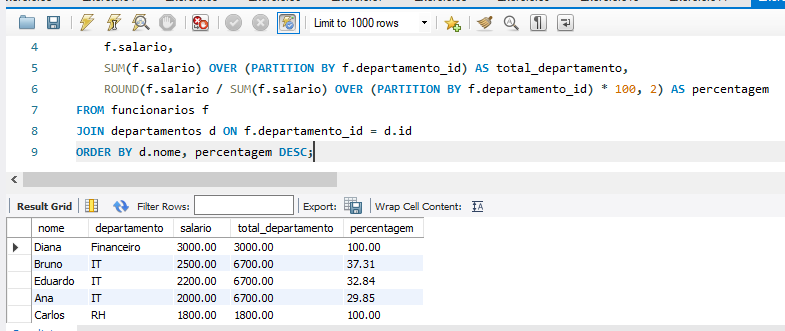 Limit to 1000 rows
4 f.salario,
5 SUM(f.salario) OVER (PARTITION BY f.departamento_id) AS total_departamento,
6 ROUND(f.salario / SUM(f.salario) OVER (PARTITION BY f.departamento_id) * 100, 2) AS percentagem
7 FROM funcionarios f
8 JOIN departamentos d ON f.departamento_id = d.id
9 ORDER BY d.nome, percentagem DESC;
Result Grid Filter Rows: Export: Wrap Cell Content:
nome departamento salario total_departamento percentagem
Diana Financeiro 3000.00 3000.00 100.00
Bruno IT 2500.00 6700.00 37.31
Eduardo IT 2200.00 6700.00 32.84
Ana IT 2000.00 6700.00 29.85
Carlos RH 1800.00 1800.00 100.00